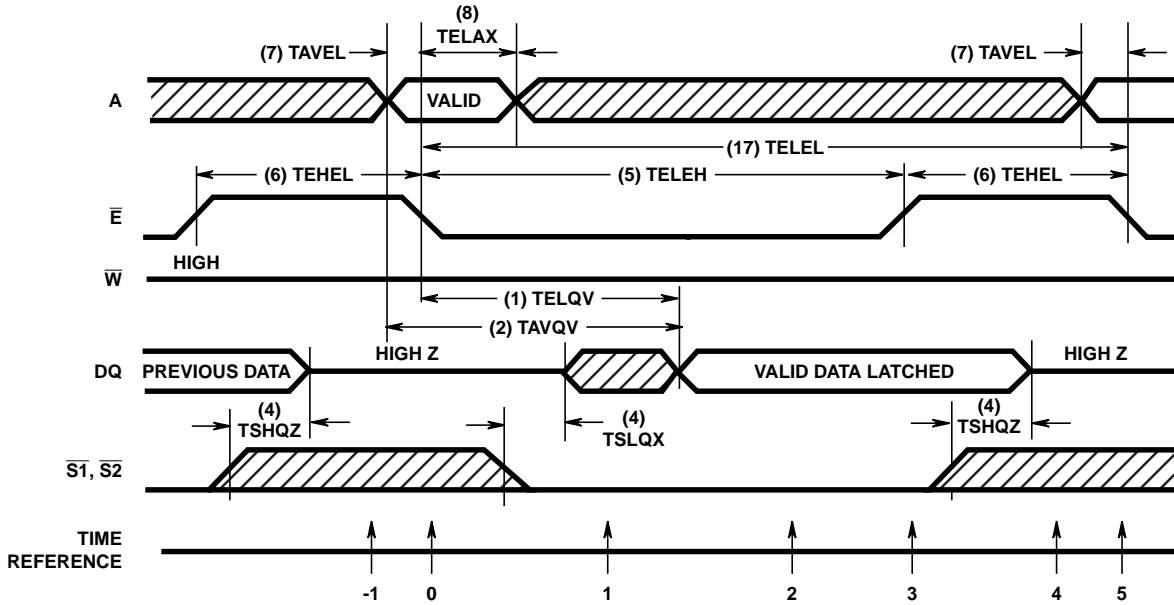 (8)
TELAX
(7) TAVEL
(7) TAVEL
A
VALID
(17) TELEL
(6) TEHEL
(5) TELEH
(6) TEHEL
E
HIGH
W
(1) TELQV
(2) TAVQV
HIGH Z
HIGH Z
DQ
PREVIOUS DATA
VALID DATA LATCHED
(4)
TSHQZ
(4)
TSLQX
(4)
TSHQZ
S1, S2
TIME
REFERENCE
-1
0
1
2
3
4
5